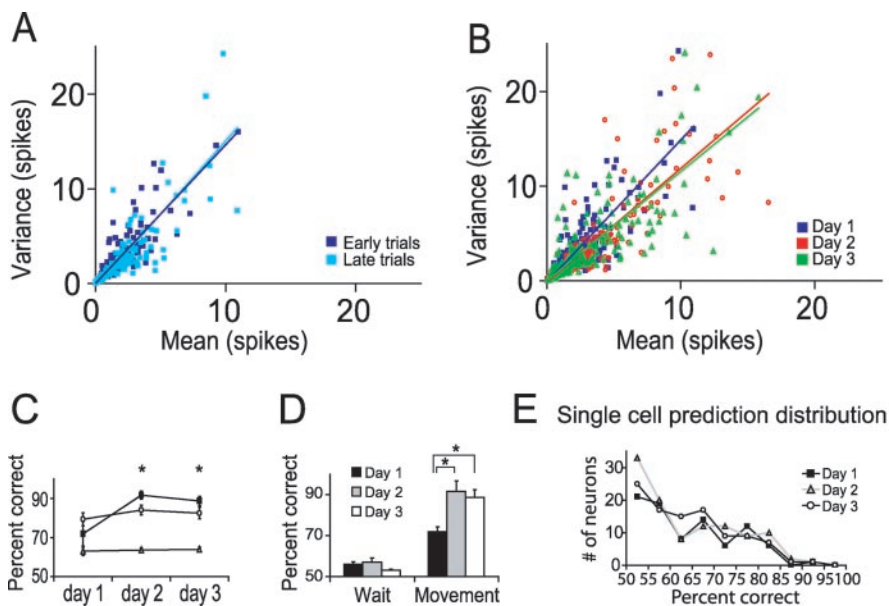 A
Variance (spikes)
20
10
0
0 10 20
Mean (spikes)
Early trials
Late trials
B
Variance (spikes)
20
10
0
0 10 20
Mean (spikes)
Day 1
Day 2
Day 3
C
Percent correct
90
70
50
* *
day 1 day 2 day 3
D
Percent correct
90
70
50
Day 1
Day 2
Day 3
*
*
Wait Movement
E Single cell prediction distribution
# of neurons
30
20
10
0
Day 1
Day 2
Day 3
50 55 60 65 70 75 80 85 90 95 100
Percent correct